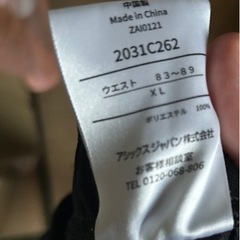 中国製
Made in China
ZAI0121
2031C262
ウエスト 83～89
XL
ポリエステル 100%
アシックスジャパン株式会社
お客様相談室
TEL 0120-068-806